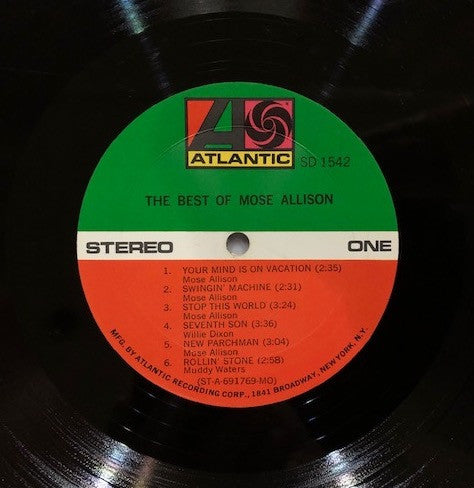 ATLANTIC
SD 1542
THE BEST OF MOSE ALLISON
STEREO ONE
1. YOUR MIND IS ON VACATION (2:35)
Mose Allison
2. SWINGIN' MACHINE (2:31)
Mose Allison
3. STOP THIS WORLD (3:24)
Mose Allison
4. SEVENTH SON (3:36)
Willie Dixon
5. NEW PARCHMAN (3:04)
Mose Allison
6. ROLLIN' STONE (2:58)
Muddy Waters
(ST-A-691769-MO)
MFG. BY ATLANTIC RECORDING CORP., 1841 BROADWAY, NEW YORK, N.Y.